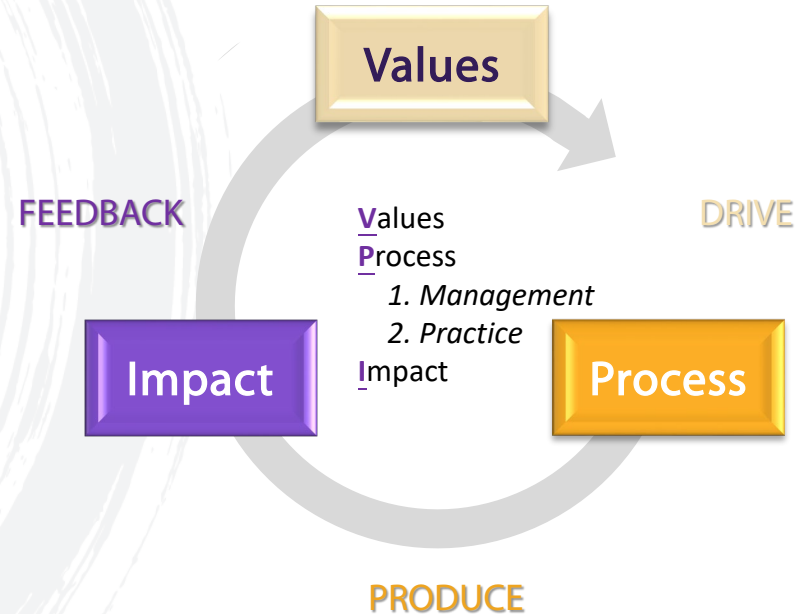 Values
FEEDBACK
DRIVE
Values
Process
1. Management
2. Practice
Impact
Impact
Process
PRODUCE